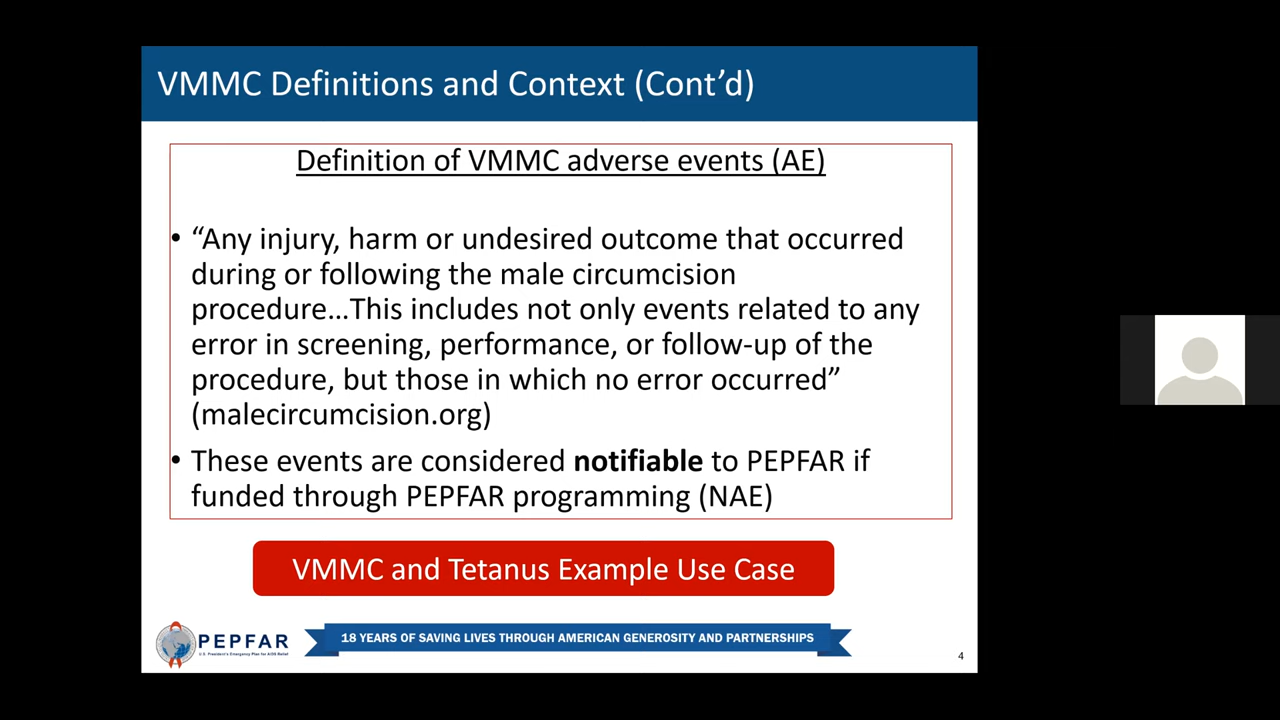 VMMC Definitions and Context (Cont’d)
Definition of VMMC adverse events (AE)
• “Any injury, harm or undesired outcome that occurred
during or following the male circumcision
procedure…This includes not only events related to any
error in screening, performance, or follow-up of the
procedure, but those in which no error occurred”
(malecircumcision.org)
• These events are considered notifiable to PEPFAR if
funded through PEPFAR programming (NAE)
VMMC and Tetanus Example Use Case
PEPFAR
U.S. President's Emergency Plan for AIDS Relief
18 YEARS OF SAVING LIVES THROUGH AMERICAN GENEROSITY AND PARTNERSHIPS
4